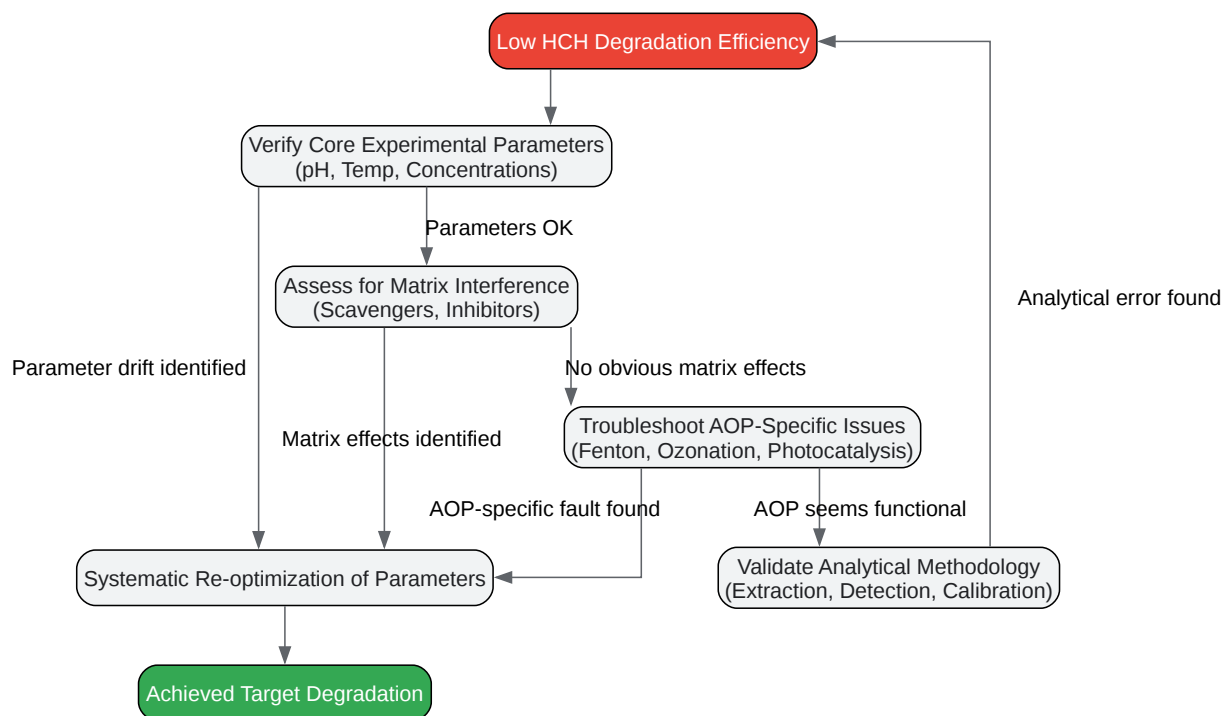 Low HCH Degradation Efficiency
Verify Core Experimental Parameters
(pH, Temp, Concentrations)
Parameters OK
Assess for Matrix Interference
(Scavengers, Inhibitors)
Analytical error found
Parameter drift identified
No obvious matrix effects
Matrix effects identified
Troubleshoot AOP-Specific Issues
(Fenton, Ozonation, Photocatalysis)
AOP-specific fault found
AOP seems functional
Systematic Re-optimization of Parameters
Validate Analytical Methodology
(Extraction, Detection, Calibration)
Achieved Target Degradation